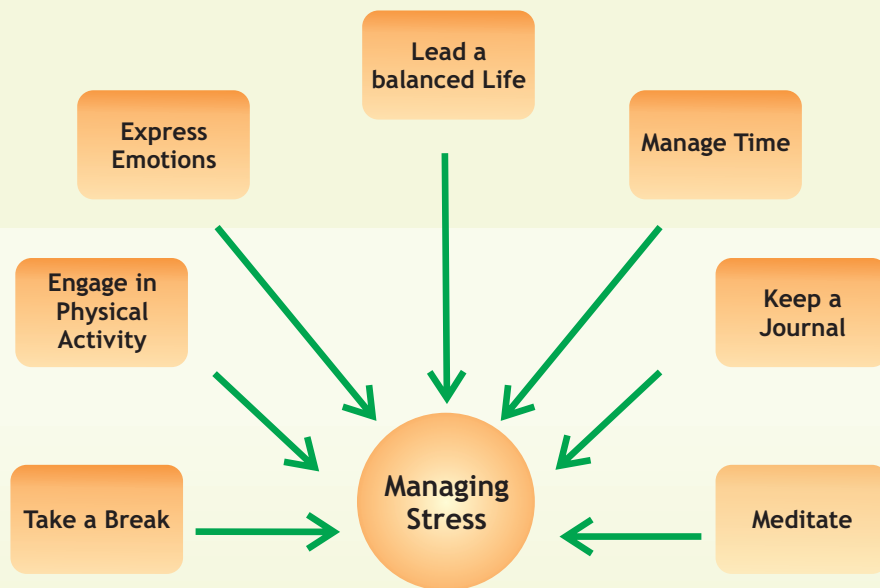 Lead a
balanced Life
Express
Emotions
Manage Time
Engage in
Physical
Activity
Keep a
Journal
Take a Break
Managing
Stress
Meditate